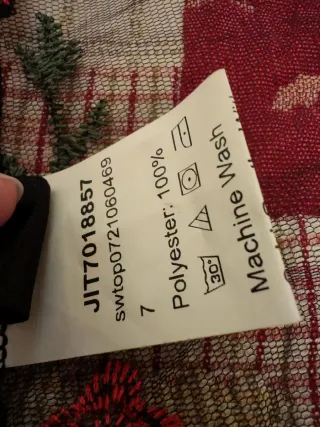 JIT7018857
swtop0721060469
7
Polyester: 100%
30°
Machine Wash